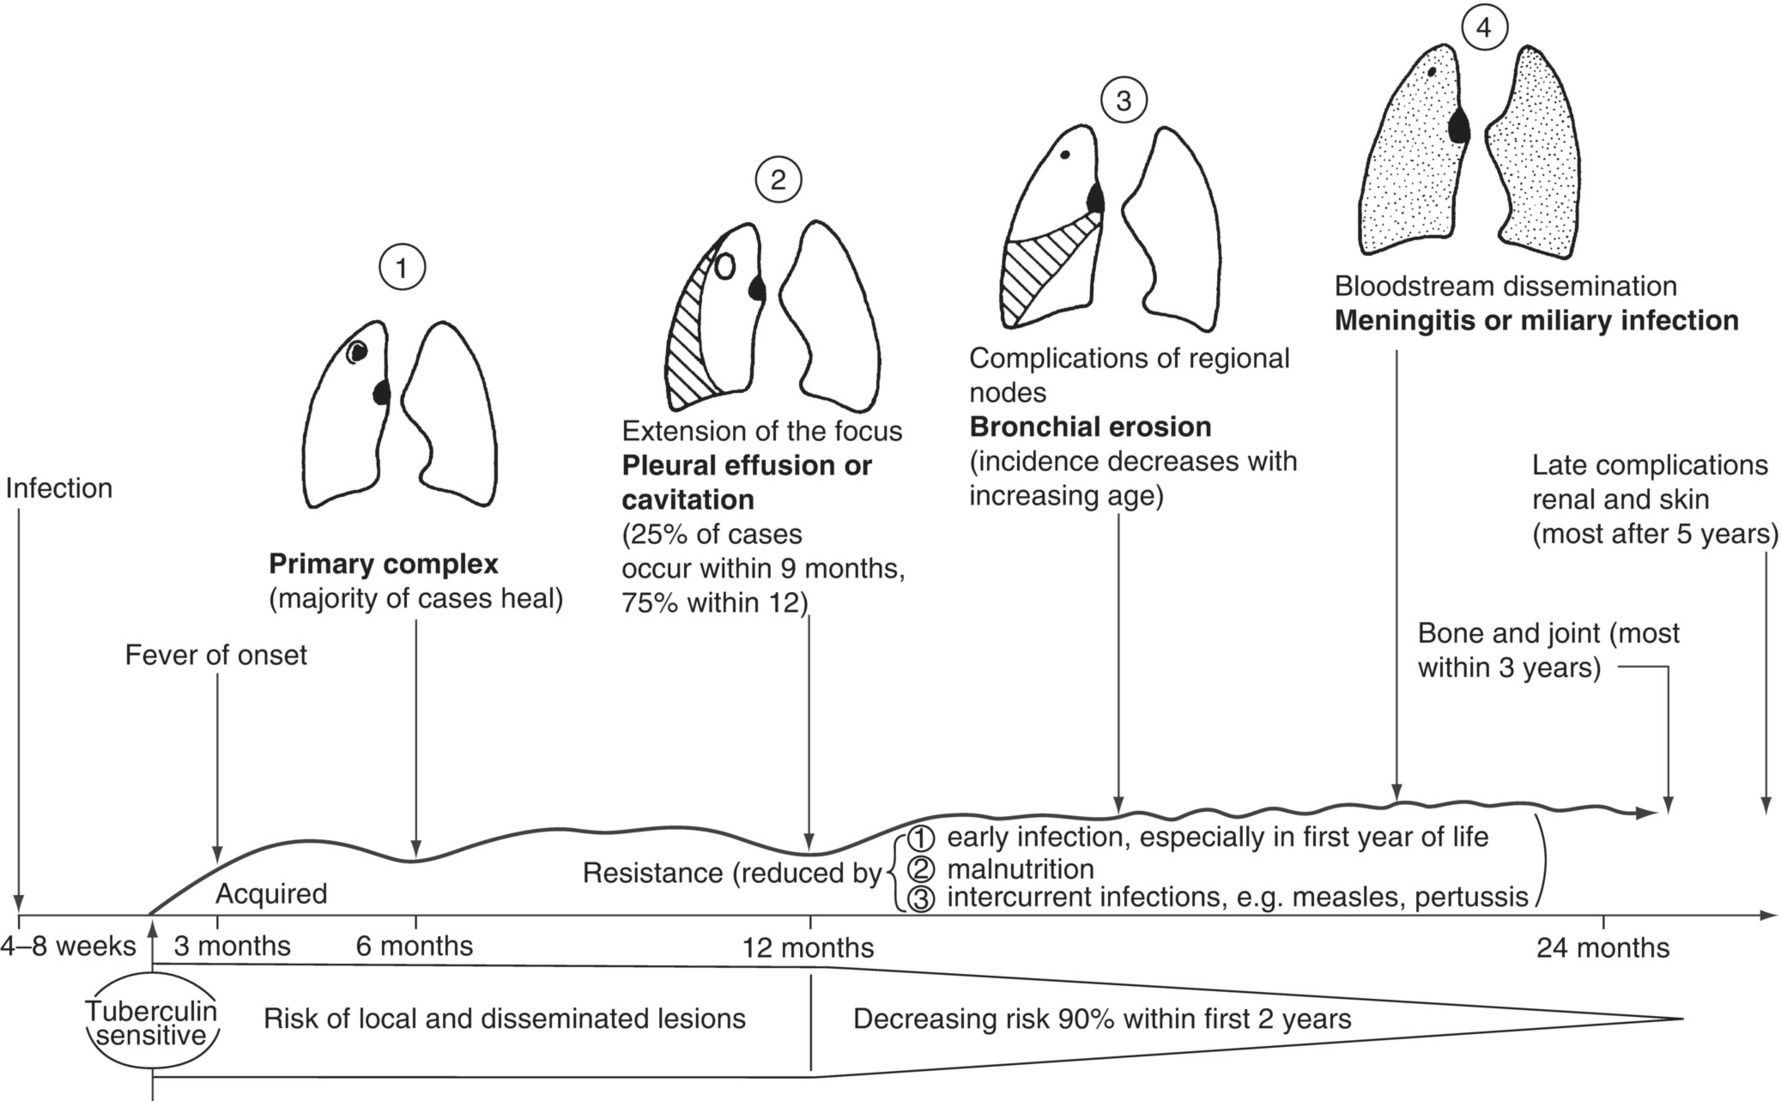 1
2
3
4
Infection
Fever of onset
Primary complex
(majority of cases heal)
Extension of the focus
Pleural effusion or
cavitation
(25% of cases
occur within 9 months,
75% within 12)
Complications of regional
nodes
Bronchial erosion
(incidence decreases with
increasing age)
Bloodstream dissemination
Meningitis or miliary infection
Late complications
renal and skin
(most after 5 years)
Bone and joint (most
within 3 years)
Acquired
Resistance (reduced by
1 early infection, especially in first year of life
2 malnutrition
3 intercurrent infections, e.g. measles, pertussis)
4–8 weeks
3 months
6 months
12 months
24 months
Tuberculin
sensitive
Risk of local and disseminated lesions
Decreasing risk 90% within first 2 years